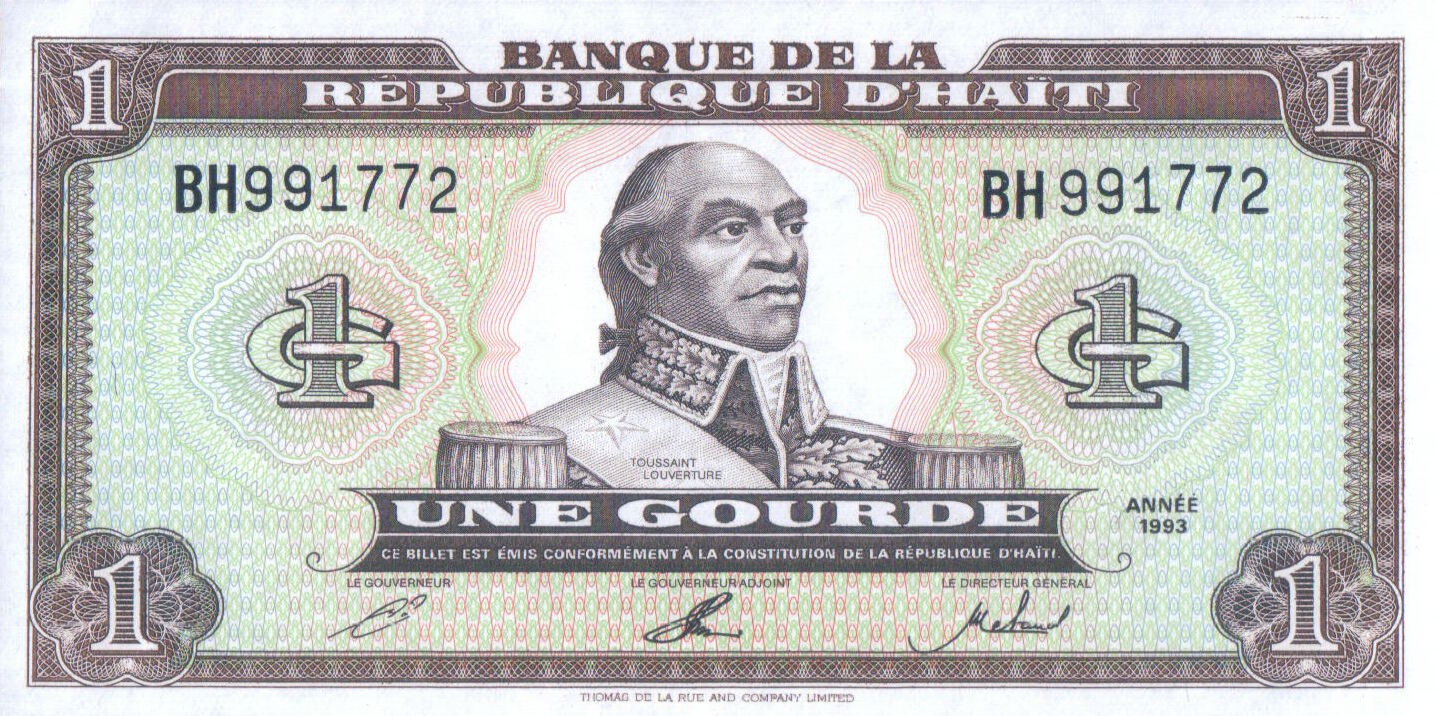 BANQUE DE LA
RÉPUBLIQUE D'HAÏTI
1 1
BH991772 BH991772
1G 1G
TOUSSAINT
LOUVERTURE
UNE GOURDE
ANNÉE
1993
CE BILLET EST ÉMIS CONFORMÉMENT À LA CONSTITUTION DE LA RÉPUBLIQUE D'HAÏTI
LE GOUVERNEUR LE GOUVERNEUR ADJOINT LE DIRECTEUR GÉNÉRAL
1 1
THOMAS DE LA RUE AND COMPANY LIMITED